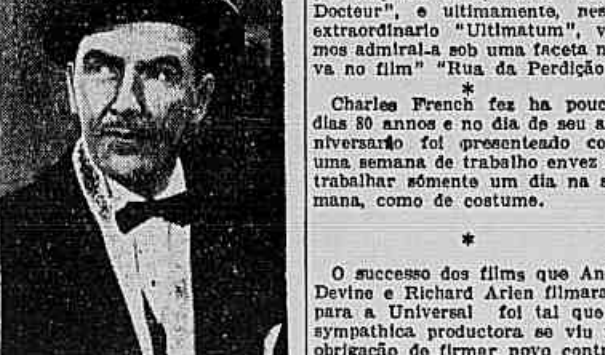 Docteur", e ultimamente, nes
extraordinario "Ultimatum", v
mos admiral-a sob uma faceta n
va no film" "Rua da Perdição
*
Charles French fez ha pouc
dias 80 annos e no dia de seu a
niversario foi presenteado co
uma semana de trabalho envez
trabalhar sómente um dia na s
mana, como de costume.
*
O successo dos films que An
Devine e Richard Arlen filmara
para a Universal foi tal que
sympathica productora se viu
obrigação de firmar novo contr